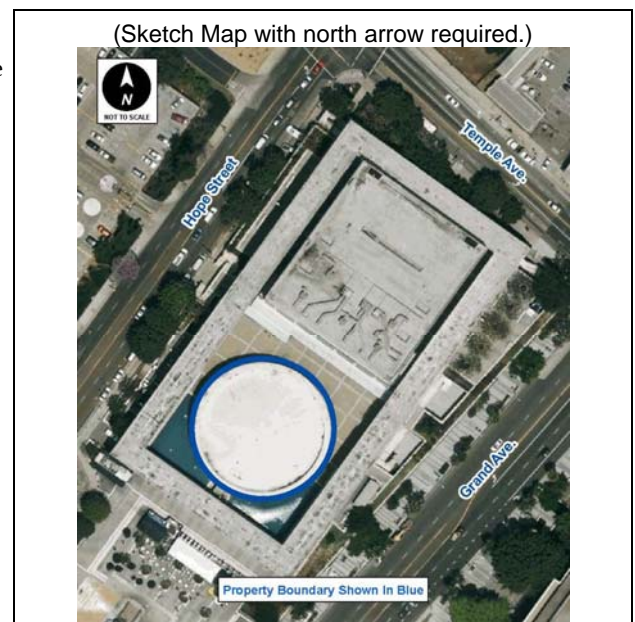 (Sketch Map with north arrow required.)
e
N
NOT TO SCALE
Temple Ave.
Hope Street
Grand Ave.
Property Boundary Shown In Blue